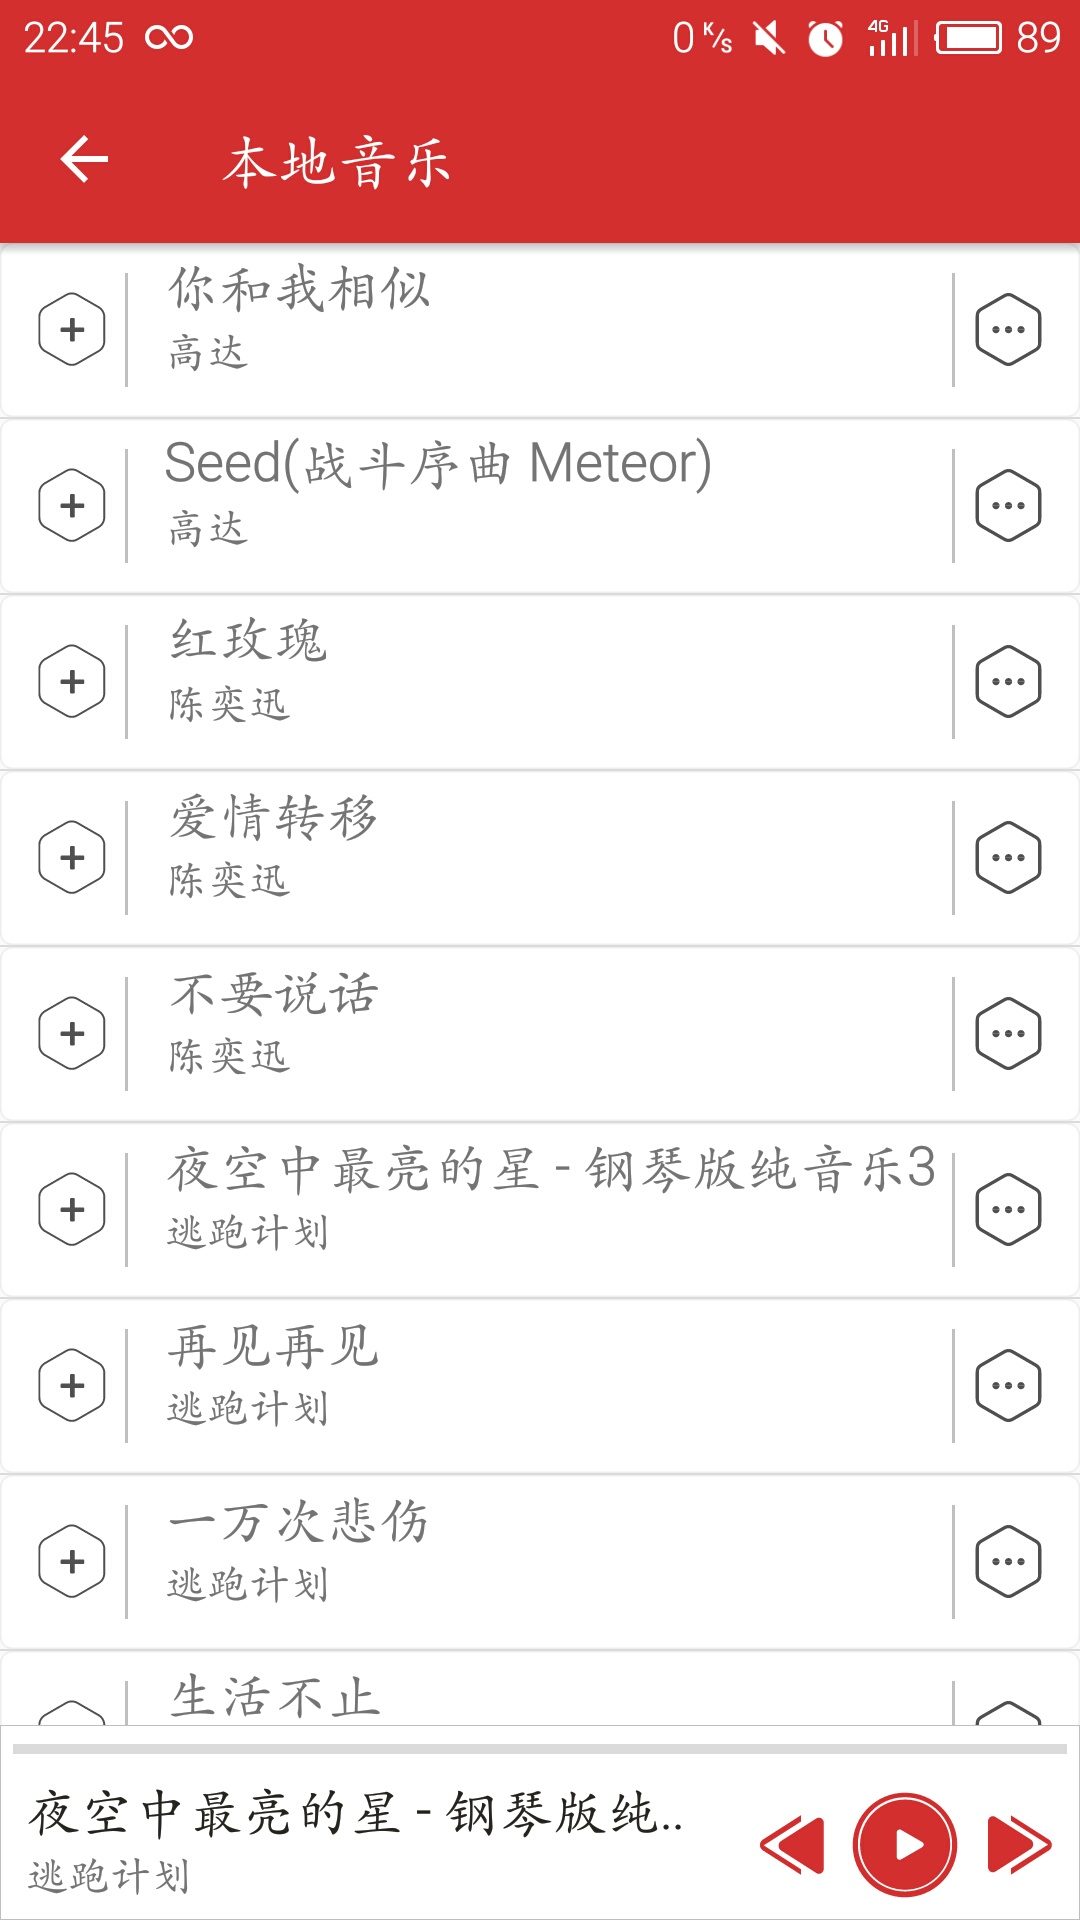 22:45 0 K/s 4G 89
本地音乐
你和我相似
高达
Seed(战斗序曲 Meteor)
高达
红玫瑰
陈奕迅
爱情转移
陈奕迅
不要说话
陈奕迅
夜空中最亮的星 - 钢琴版纯音乐3
逃跑计划
再见再见
逃跑计划
一万次悲伤
逃跑计划
生活不止
夜空中最亮的星 - 钢琴版纯..
逃跑计划